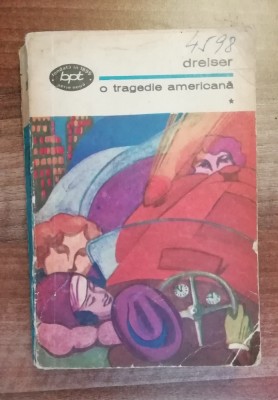 4598
dreiser
bpt
o tragedie americană
*